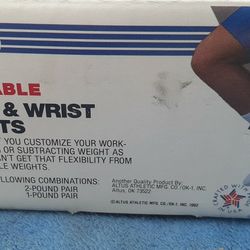 ABLE
& WRIST
TS
YOU CUSTOMIZE YOUR WORK-
OR SUBTRACTING WEIGHT AS
N'T GET THAT FLEXIBILITY FROM
LE WEIGHTS.
LLOWING COMBINATIONS:
2-POUND PAIR
1-POUND PAIR
Another Quality Product By:
ALTUS ATHLETIC MFG. CO./OK-1, INC.
Altus, OK 73522
©ALTUS ATHLETIC MFG. CO./OK-1, INC. 1992